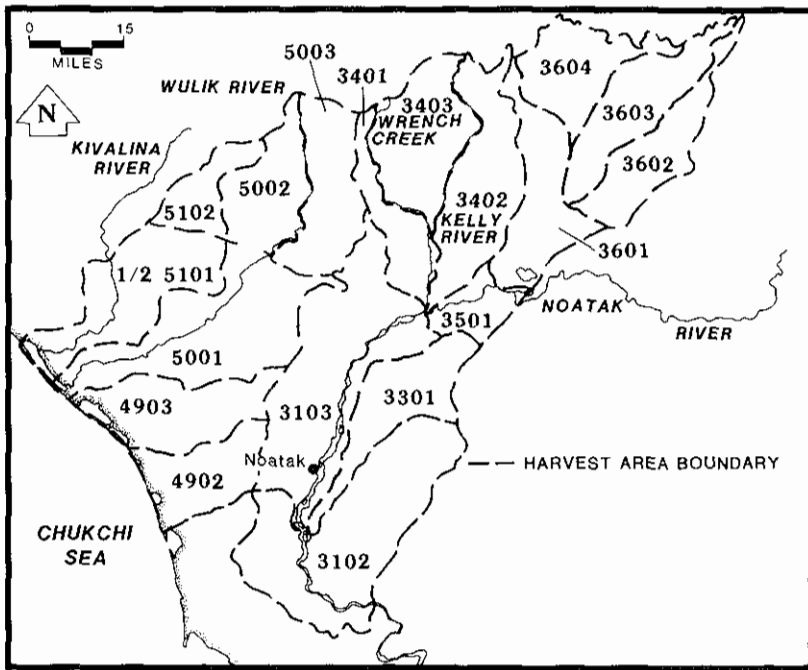 0 15
MILES
N
WULIK RIVER
5003
3401
3403
WRENCH
CREEK
3604
3603
3602
KIVALINA
RIVER
5102
5002
3402
KELLY
RIVER
3601
1/2 5101
NOATAK
RIVER
3501
5001
4903
3103
3301
Noatak
HARVEST AREA BOUNDARY
4902
CHUKCHI
SEA
3102